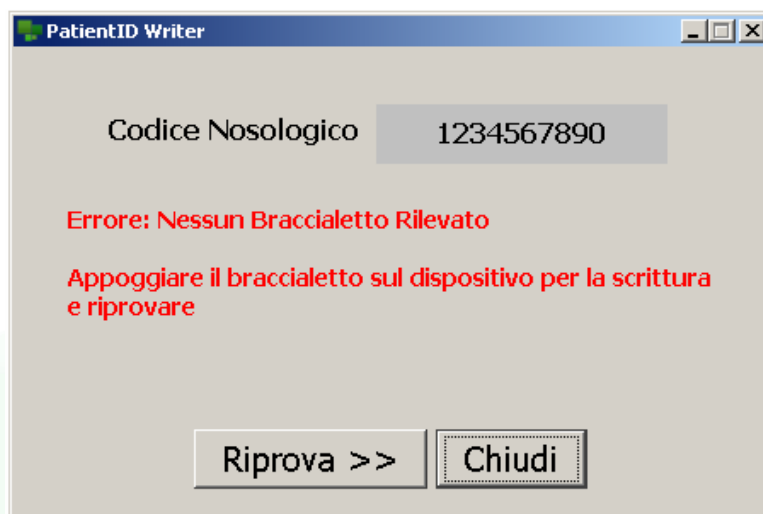 PatientID Writer
Codice Nosologico 1234567890
Errore: Nessun Braccialetto Rilevato
Appoggiare il braccialetto sul dispositivo per la scrittura
e riprovare
Riprova >> Chiudi